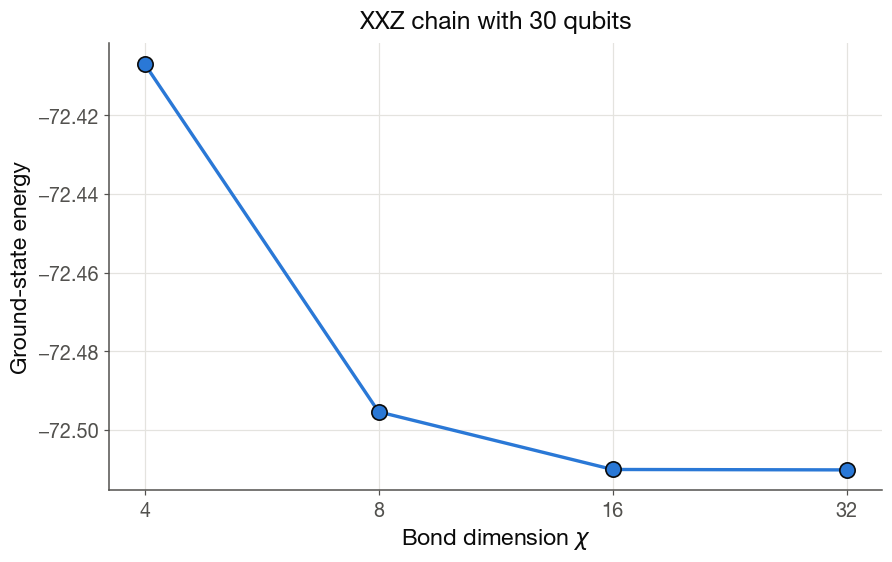 XXZ chain with 30 qubits
Ground-state energy
−72.42
−72.44
−72.46
−72.48
−72.50
4 8 16 32
Bond dimension χ